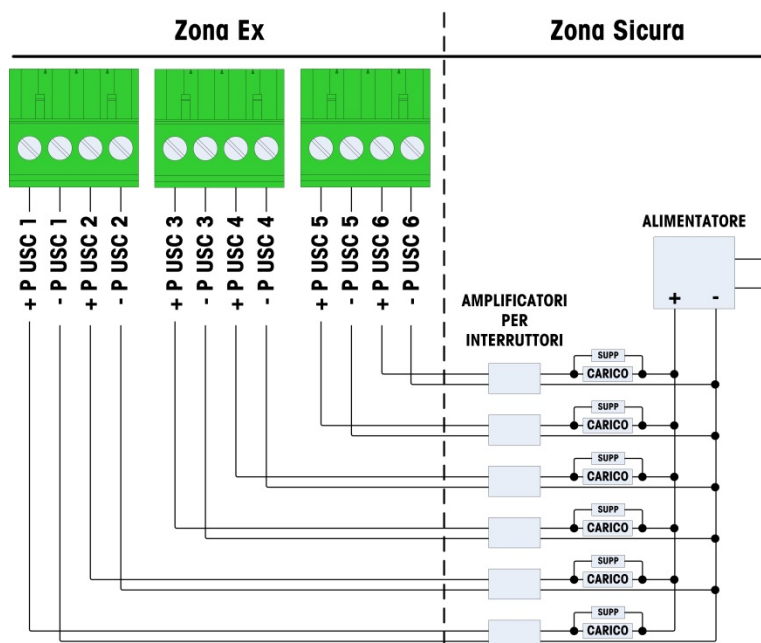 Zona Ex
Zona Sicura
+ P USC 1
- P USC 1
+ P USC 2
- P USC 2
+ P USC 3
- P USC 3
+ P USC 4
- P USC 4
+ P USC 5
- P USC 5
+ P USC 6
- P USC 6
ALIMENTATORE
+ -
AMPLIFICATORI
PER
INTERRUTTORI
SUPP
CARICO
SUPP
CARICO
SUPP
CARICO
SUPP
CARICO
SUPP
CARICO
SUPP
CARICO